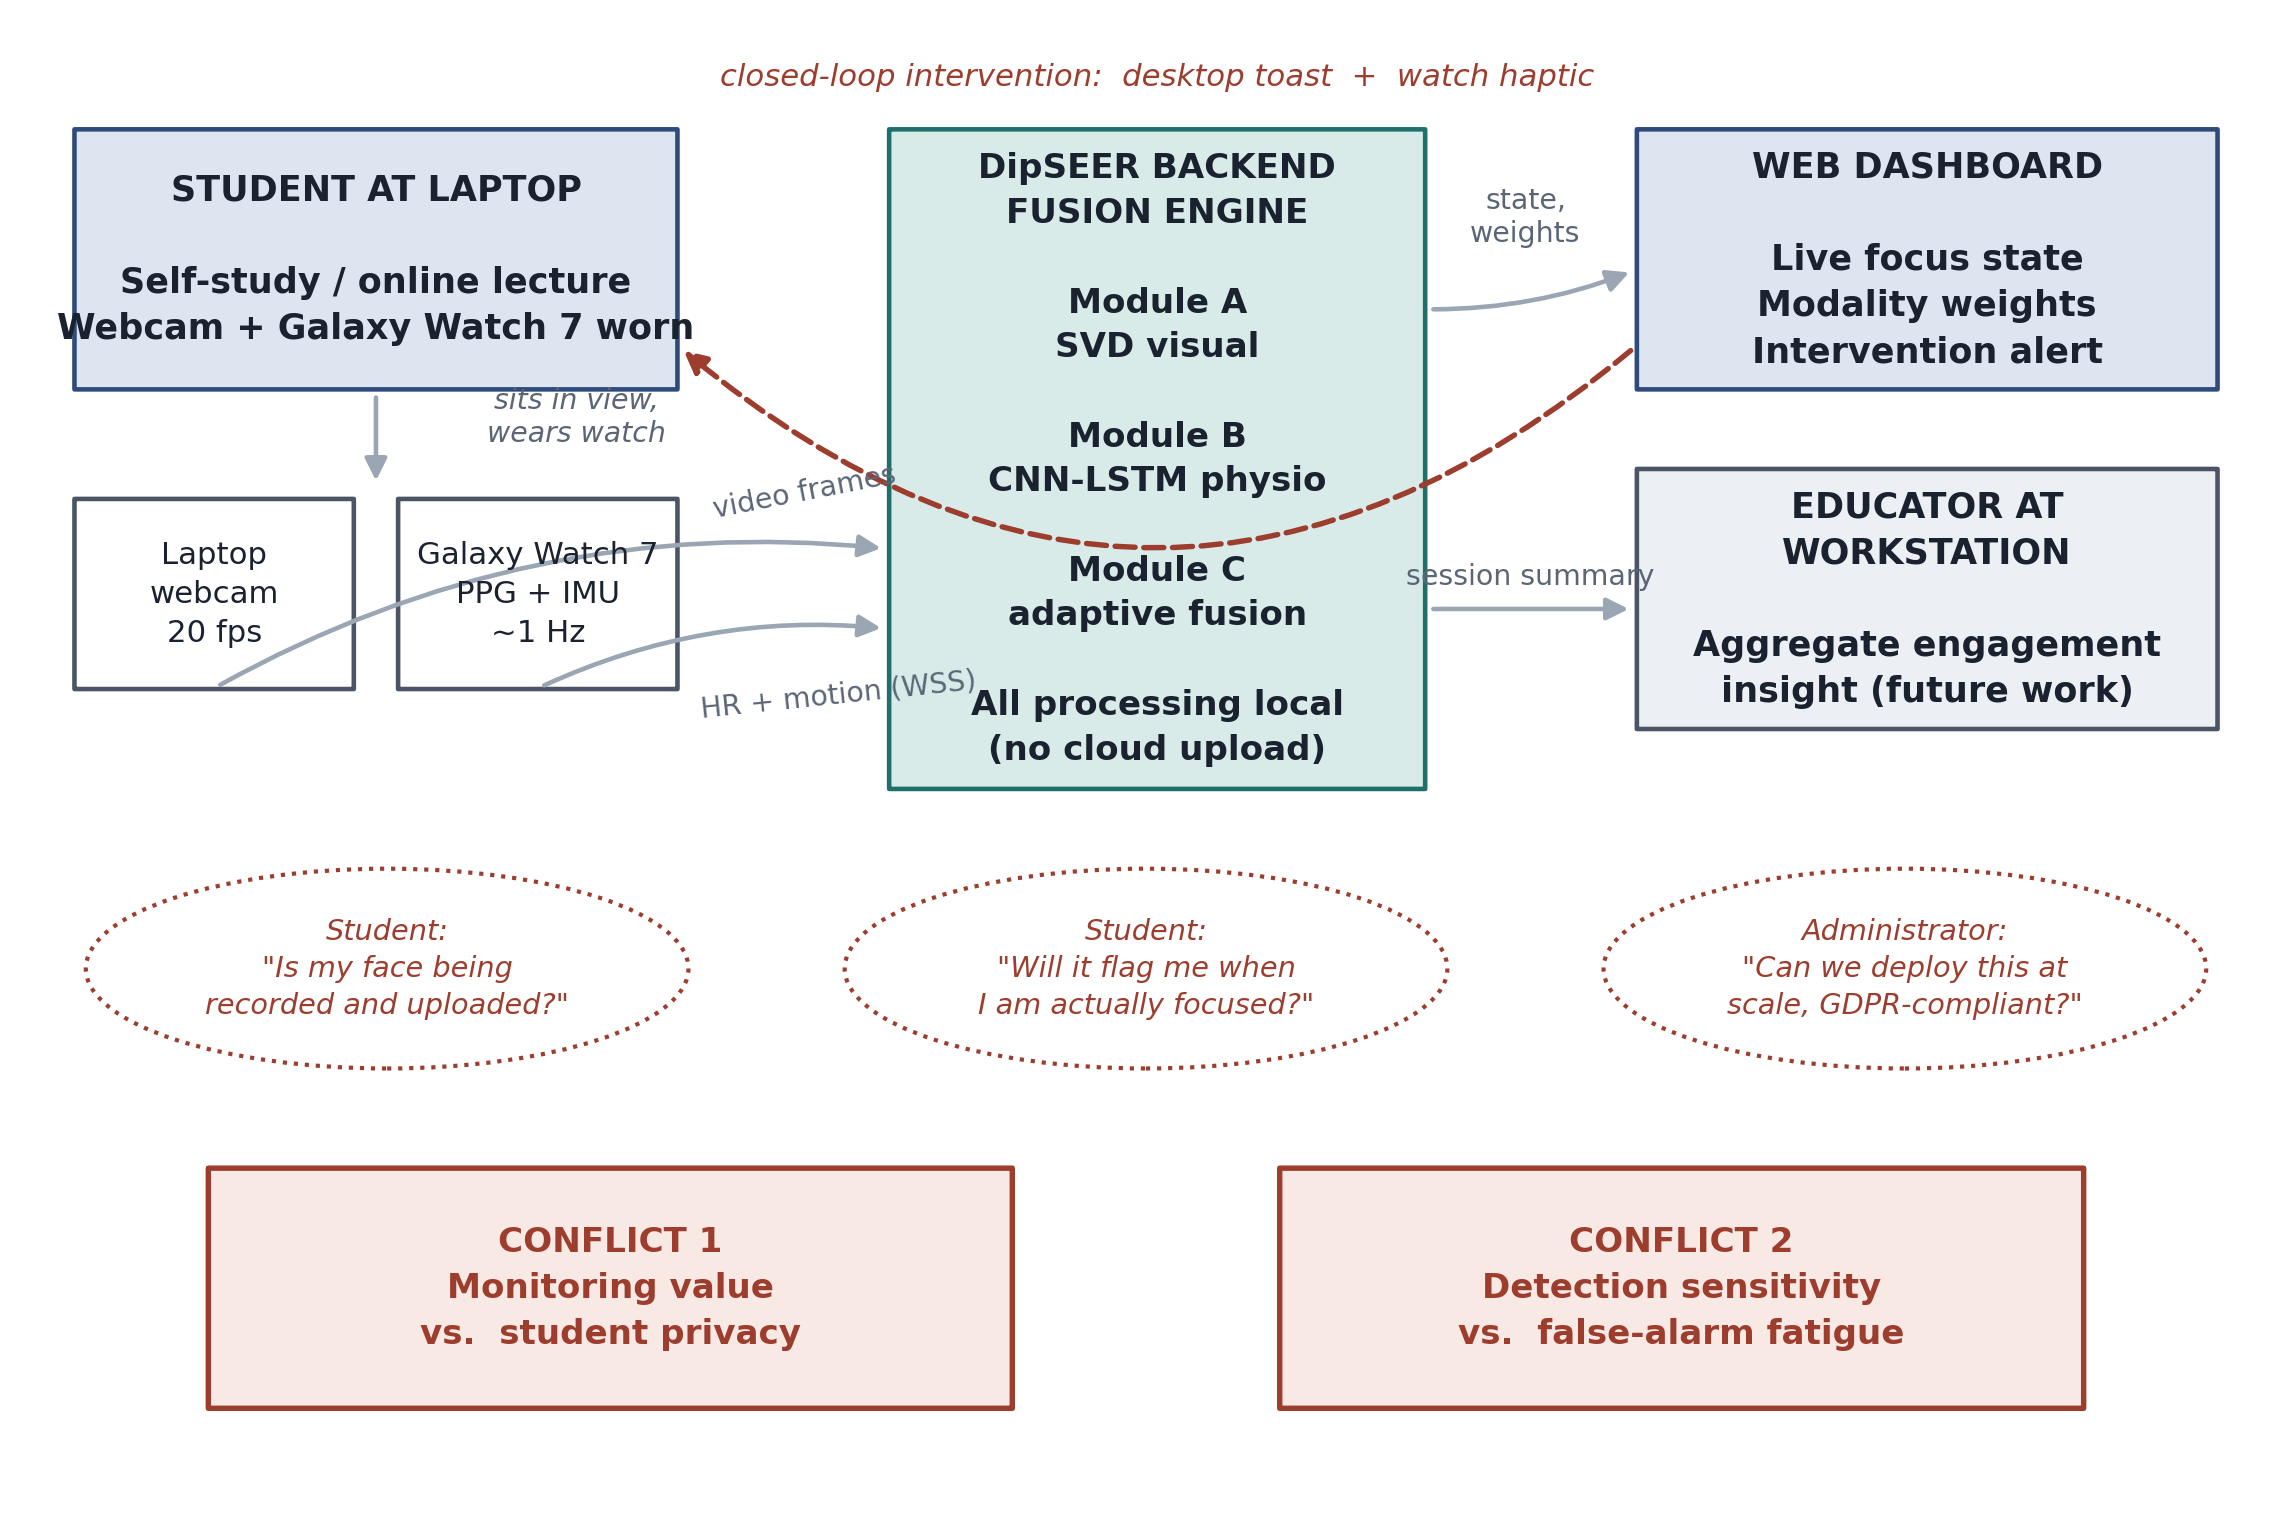 closed-loop intervention:  desktop toast  +  watch haptic
STUDENT AT LAPTOP
Self-study / online lecture
Webcam + Galaxy Watch 7 worn
sits in view,
wears watch
Laptop
webcam
20 fps
Galaxy Watch 7
PPG + IMU
~1 Hz
video frames
HR + motion (WSS)
DipSEER BACKEND
FUSION ENGINE
Module A
SVD visual
Module B
CNN-LSTM physio
Module C
adaptive fusion
All processing local
(no cloud upload)
state,
weights
WEB DASHBOARD
Live focus state
Modality weights
Intervention alert
session summary
EDUCATOR AT
WORKSTATION
Aggregate engagement
insight (future work)
Student:
"Is my face being
recorded and uploaded?"
Student:
"Will it flag me when
I am actually focused?"
Administrator:
"Can we deploy this at
scale, GDPR-compliant?"
CONFLICT 1
Monitoring value
vs.  student privacy
CONFLICT 2
Detection sensitivity
vs.  false-alarm fatigue